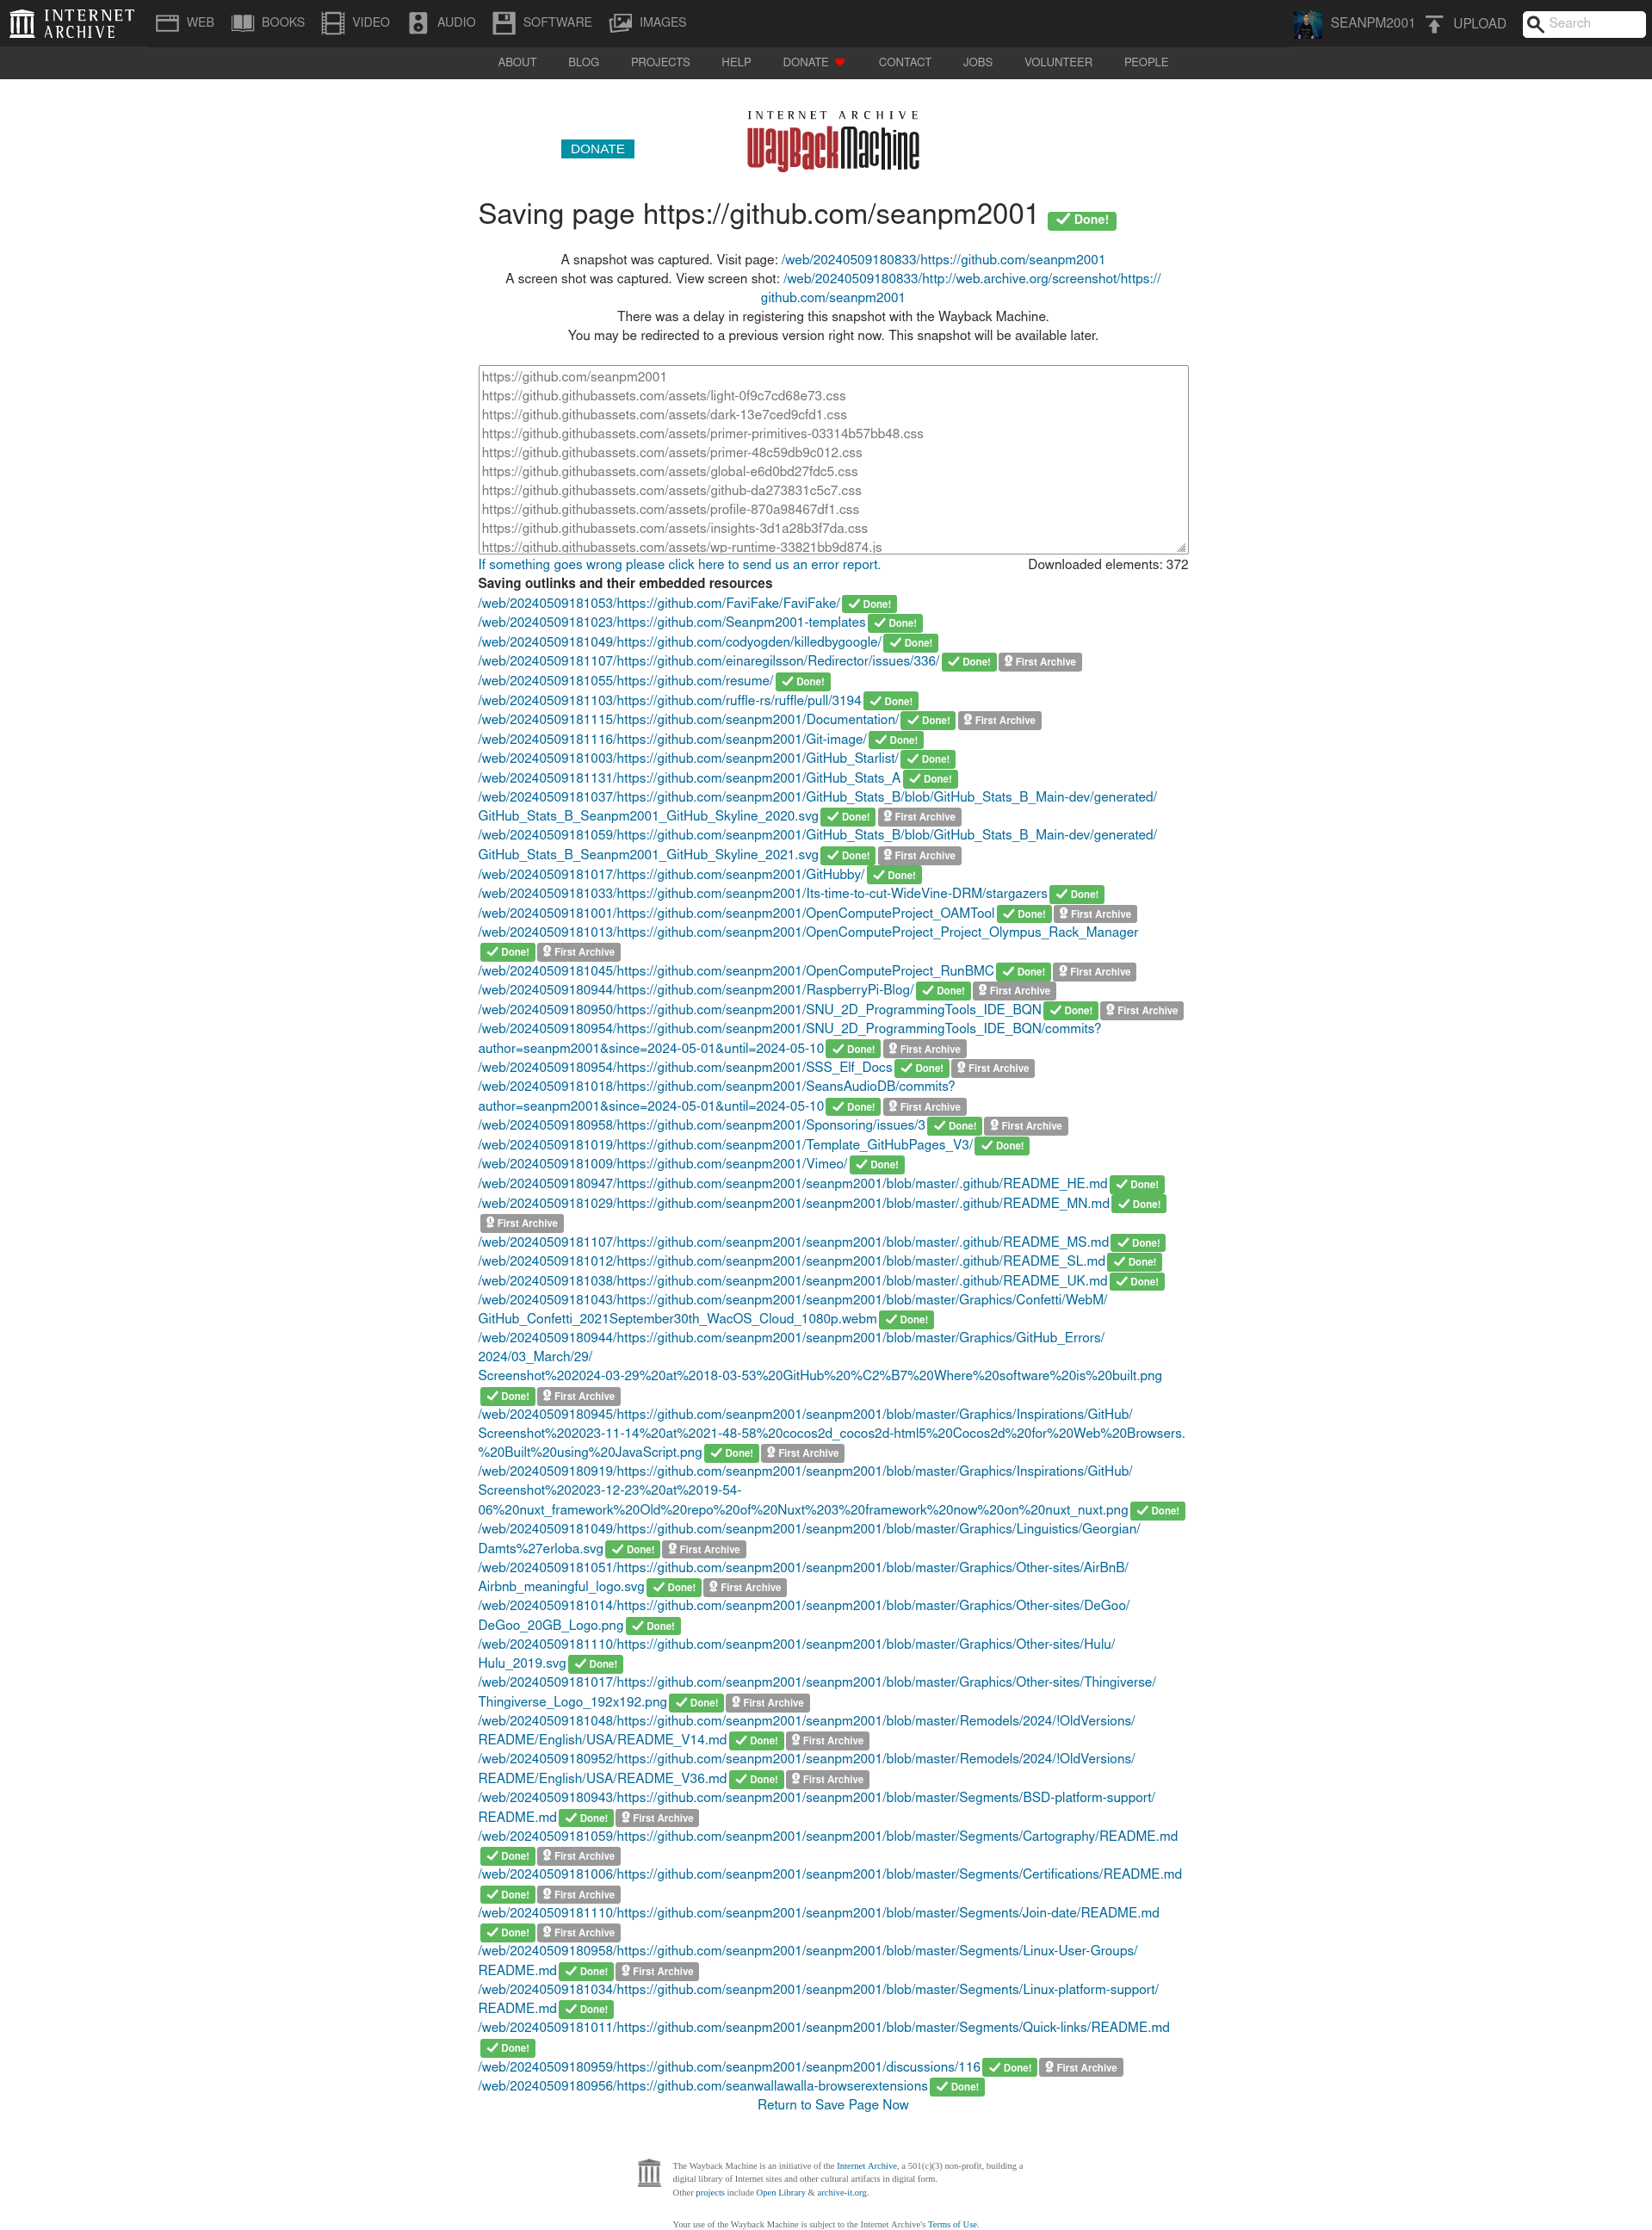 INTERNET ARCHIVE WEB BOOKS VIDEO AUDIO SOFTWARE IMAGES SEANPM2001 UPLOAD Search
ABOUT BLOG PROJECTS HELP DONATE CONTACT JOBS VOLUNTEER PEOPLE
INTERNET ARCHIVE
DONATE WayBackMachine
Saving page https://github.com/seanpm2001 Done!
A snapshot was captured. Visit page: /web/20240509180833/https://github.com/seanpm2001
A screen shot was captured. View screen shot: /web/20240509180833/http://web.archive.org/screenshot/https://
github.com/seanpm2001
There was a delay in registering this snapshot with the Wayback Machine.
You may be redirected to a previous version right now. This snapshot will be available later.
https://github.com/seanpm2001
https://github.githubassets.com/assets/light-0f9c7cd68e73.css
https://github.githubassets.com/assets/dark-13e7ced9cfd1.css
https://github.githubassets.com/assets/primer-primitives-03314b57bb48.css
https://github.githubassets.com/assets/primer-48c59db9c012.css
https://github.githubassets.com/assets/global-e6d0bd27fdc5.css
https://github.githubassets.com/assets/github-da273831c5c7.css
https://github.githubassets.com/assets/profile-870a98467df1.css
https://github.githubassets.com/assets/insights-3d1a28b3f7da.css
https://github.githubassets.com/assets/wp-runtime-33821bb9d874.js
If something goes wrong please click here to send us an error report. Downloaded elements: 372
Saving outlinks and their embedded resources
/web/20240509181053/https://github.com/FaviFake/FaviFake/ Done!
/web/20240509181023/https://github.com/Seanpm2001-templates Done!
/web/20240509181049/https://github.com/codyogden/killedbygoogle/ Done!
/web/20240509181107/https://github.com/einaregilsson/Redirector/issues/336/ Done! First Archive
/web/20240509181055/https://github.com/resume/ Done!
/web/20240509181103/https://github.com/ruffle-rs/ruffle/pull/3194 Done!
/web/20240509181115/https://github.com/seanpm2001/Documentation/ Done! First Archive
/web/20240509181116/https://github.com/seanpm2001/Git-image/ Done!
/web/20240509181003/https://github.com/seanpm2001/GitHub_Starlist/ Done!
/web/20240509181131/https://github.com/seanpm2001/GitHub_Stats_A Done!
/web/20240509181037/https://github.com/seanpm2001/GitHub_Stats_B/blob/GitHub_Stats_B_Main-dev/generated/
GitHub_Stats_B_Seanpm2001_GitHub_Skyline_2020.svg Done! First Archive
/web/20240509181059/https://github.com/seanpm2001/GitHub_Stats_B/blob/GitHub_Stats_B_Main-dev/generated/
GitHub_Stats_B_Seanpm2001_GitHub_Skyline_2021.svg Done! First Archive
/web/20240509181017/https://github.com/seanpm2001/GitHubby/ Done!
/web/20240509181033/https://github.com/seanpm2001/Its-time-to-cut-WideVine-DRM/stargazers Done!
/web/20240509181001/https://github.com/seanpm2001/OpenComputeProject_OAMTool Done! First Archive
/web/20240509181013/https://github.com/seanpm2001/OpenComputeProject_Project_Olympus_Rack_Manager
Done! First Archive
/web/20240509181045/https://github.com/seanpm2001/OpenComputeProject_RunBMC Done! First Archive
/web/20240509180944/https://github.com/seanpm2001/RaspberryPi-Blog/ Done! First Archive
/web/20240509180950/https://github.com/seanpm2001/SNU_2D_ProgrammingTools_IDE_BQN Done! First Archive
/web/20240509180954/https://github.com/seanpm2001/SNU_2D_ProgrammingTools_IDE_BQN/commits?
author=seanpm2001&since=2024-05-01&until=2024-05-10 Done! First Archive
/web/20240509180954/https://github.com/seanpm2001/SSS_Elf_Docs Done! First Archive
/web/20240509181018/https://github.com/seanpm2001/SeansAudioDB/commits?
author=seanpm2001&since=2024-05-01&until=2024-05-10 Done! First Archive
/web/20240509180958/https://github.com/seanpm2001/Sponsoring/issues/3 Done! First Archive
/web/20240509181019/https://github.com/seanpm2001/Template_GitHubPages_V3/ Done!
/web/20240509181009/https://github.com/seanpm2001/Vimeo/ Done!
/web/20240509180947/https://github.com/seanpm2001/seanpm2001/blob/master/.github/README_HE.md Done!
/web/20240509181029/https://github.com/seanpm2001/seanpm2001/blob/master/.github/README_MN.md Done!
First Archive
/web/20240509181107/https://github.com/seanpm2001/seanpm2001/blob/master/.github/README_MS.md Done!
/web/20240509181012/https://github.com/seanpm2001/seanpm2001/blob/master/.github/README_SL.md Done!
/web/20240509181038/https://github.com/seanpm2001/seanpm2001/blob/master/.github/README_UK.md Done!
/web/20240509181043/https://github.com/seanpm2001/seanpm2001/blob/master/Graphics/Confetti/WebM/
GitHub_Confetti_2021September30th_WacOS_Cloud_1080p.webm Done!
/web/20240509180944/https://github.com/seanpm2001/seanpm2001/blob/master/Graphics/GitHub_Errors/
2024/03_March/29/
Screenshot%202024-03-29%20at%2018-03-53%20GitHub%20%C2%B7%20Where%20software%20is%20built.png
Done! First Archive
/web/20240509180945/https://github.com/seanpm2001/seanpm2001/blob/master/Graphics/Inspirations/GitHub/
Screenshot%202023-11-14%20at%2021-48-58%20cocos2d_cocos2d-html5%20Cocos2d%20for%20Web%20Browsers.
%20Built%20using%20JavaScript.png Done! First Archive
/web/20240509180919/https://github.com/seanpm2001/seanpm2001/blob/master/Graphics/Inspirations/GitHub/
Screenshot%202023-12-23%20at%2019-54-
06%20nuxt_framework%20Old%20repo%20of%20Nuxt%203%20framework%20now%20on%20nuxt_nuxt.png Done!
/web/20240509181049/https://github.com/seanpm2001/seanpm2001/blob/master/Graphics/Linguistics/Georgian/
Damts%27erloba.svg Done! First Archive
/web/20240509181051/https://github.com/seanpm2001/seanpm2001/blob/master/Graphics/Other-sites/AirBnB/
Airbnb_meaningful_logo.svg Done! First Archive
/web/20240509181014/https://github.com/seanpm2001/seanpm2001/blob/master/Graphics/Other-sites/DeGoo/
DeGoo_20GB_Logo.png Done!
/web/20240509181110/https://github.com/seanpm2001/seanpm2001/blob/master/Graphics/Other-sites/Hulu/
Hulu_2019.svg Done!
/web/20240509181017/https://github.com/seanpm2001/seanpm2001/blob/master/Graphics/Other-sites/Thingiverse/
Thingiverse_Logo_192x192.png Done! First Archive
/web/20240509181048/https://github.com/seanpm2001/seanpm2001/blob/master/Remodels/2024/!OldVersions/
README/English/USA/README_V14.md Done! First Archive
/web/20240509180952/https://github.com/seanpm2001/seanpm2001/blob/master/Remodels/2024/!OldVersions/
README/English/USA/README_V36.md Done! First Archive
/web/20240509180943/https://github.com/seanpm2001/seanpm2001/blob/master/Segments/BSD-platform-support/
README.md Done! First Archive
/web/20240509181059/https://github.com/seanpm2001/seanpm2001/blob/master/Segments/Cartography/README.md
Done! First Archive
/web/20240509181006/https://github.com/seanpm2001/seanpm2001/blob/master/Segments/Certifications/README.md
Done! First Archive
/web/20240509181110/https://github.com/seanpm2001/seanpm2001/blob/master/Segments/Join-date/README.md
Done! First Archive
/web/20240509180958/https://github.com/seanpm2001/seanpm2001/blob/master/Segments/Linux-User-Groups/
README.md Done! First Archive
/web/20240509181034/https://github.com/seanpm2001/seanpm2001/blob/master/Segments/Linux-platform-support/
README.md Done!
/web/20240509181011/https://github.com/seanpm2001/seanpm2001/blob/master/Segments/Quick-links/README.md
Done!
/web/20240509180959/https://github.com/seanpm2001/seanpm2001/discussions/116 Done! First Archive
/web/20240509180956/https://github.com/seanwallawalla-browserextensions Done!
Return to Save Page Now
The Wayback Machine is an initiative of the Internet Archive, a 501(c)(3) non-profit, building a
digital library of Internet sites and other cultural artifacts in digital form.
Other projects include Open Library & archive-it.org.
Your use of the Wayback Machine is subject to the Internet Archive's Terms of Use.